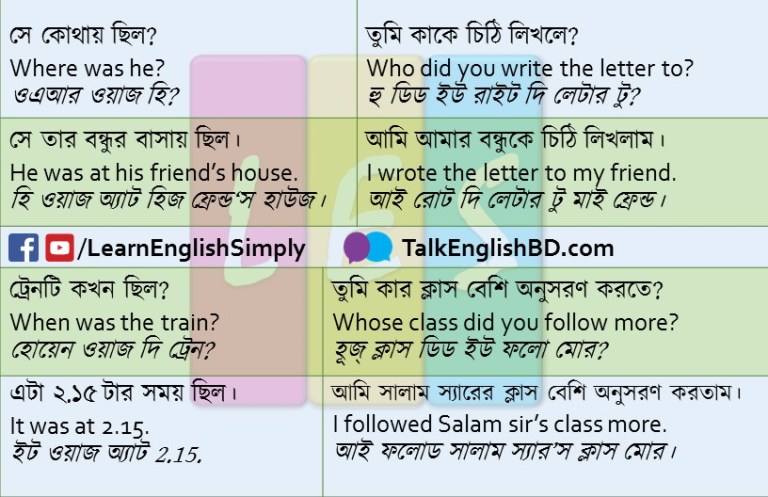 সে কোথায় ছিল?
Where was he?
ওএআর ওয়াজ হি?
তুমি কাকে চিঠি লিখলে?
Who did you write the letter to?
হু ডিড ইউ রাইট দি লেটার টু?
সে তার বন্ধুর বাসায় ছিল।
He was at his friend's house.
হি ওয়াজ অ্যাট হিজ ফ্রেন্ড'স হাউজ।
আমি আমার বন্ধুকে চিঠি লিখলাম।
I wrote the letter to my friend.
আই রোট দি লেটার টু মাই ফ্রেন্ড।
/LearnEnglishSimply
TalkEnglishBD.com
LES
ট্রেনটি কখন ছিল?
When was the train?
হোয়েন ওয়াজ দি ট্রেন?
তুমি কার ক্লাস বেশি অনুসরণ করতে?
Whose class did you follow more?
হূজ্ ক্লাস ডিড ইউ ফলো মোর?
এটা ২.১৫ টার সময় ছিল।
It was at 2.15.
ইট ওয়াজ অ্যাট 2.15.
আমি সালাম স্যারের ক্লাস বেশি অনুসরণ করতাম।
I followed Salam sir's class more.
আই ফলোড সালাম স্যার'স ক্লাস মোর।